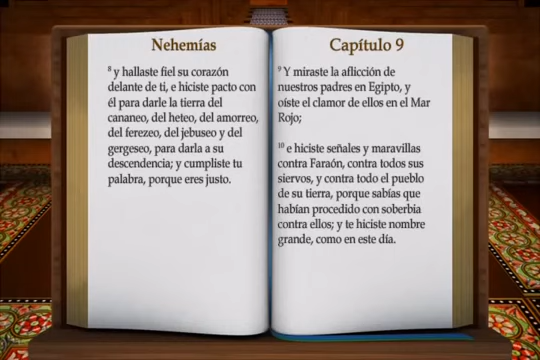 Nehemías
⁸ y hallaste fiel su corazón
delante de ti, e hiciste pacto con
él para darle la tierra del
cananeo, del heteo, del amorreo,
del ferezeo, del jebuseo y del
gergeseo, para darla a su
descendencia; y cumpliste tu
palabra, porque eres justo.
Capítulo 9
⁹ Y miraste la aflicción de
nuestros padres en Egipto, y
oíste el clamor de ellos en el Mar
Rojo;
¹⁰ e hiciste señales y maravillas
contra Faraón, contra todos sus
siervos, y contra todo el pueblo
de su tierra, porque sabías que
habían procedido con soberbia
contra ellos; y te hiciste nombre
grande, como en este día.